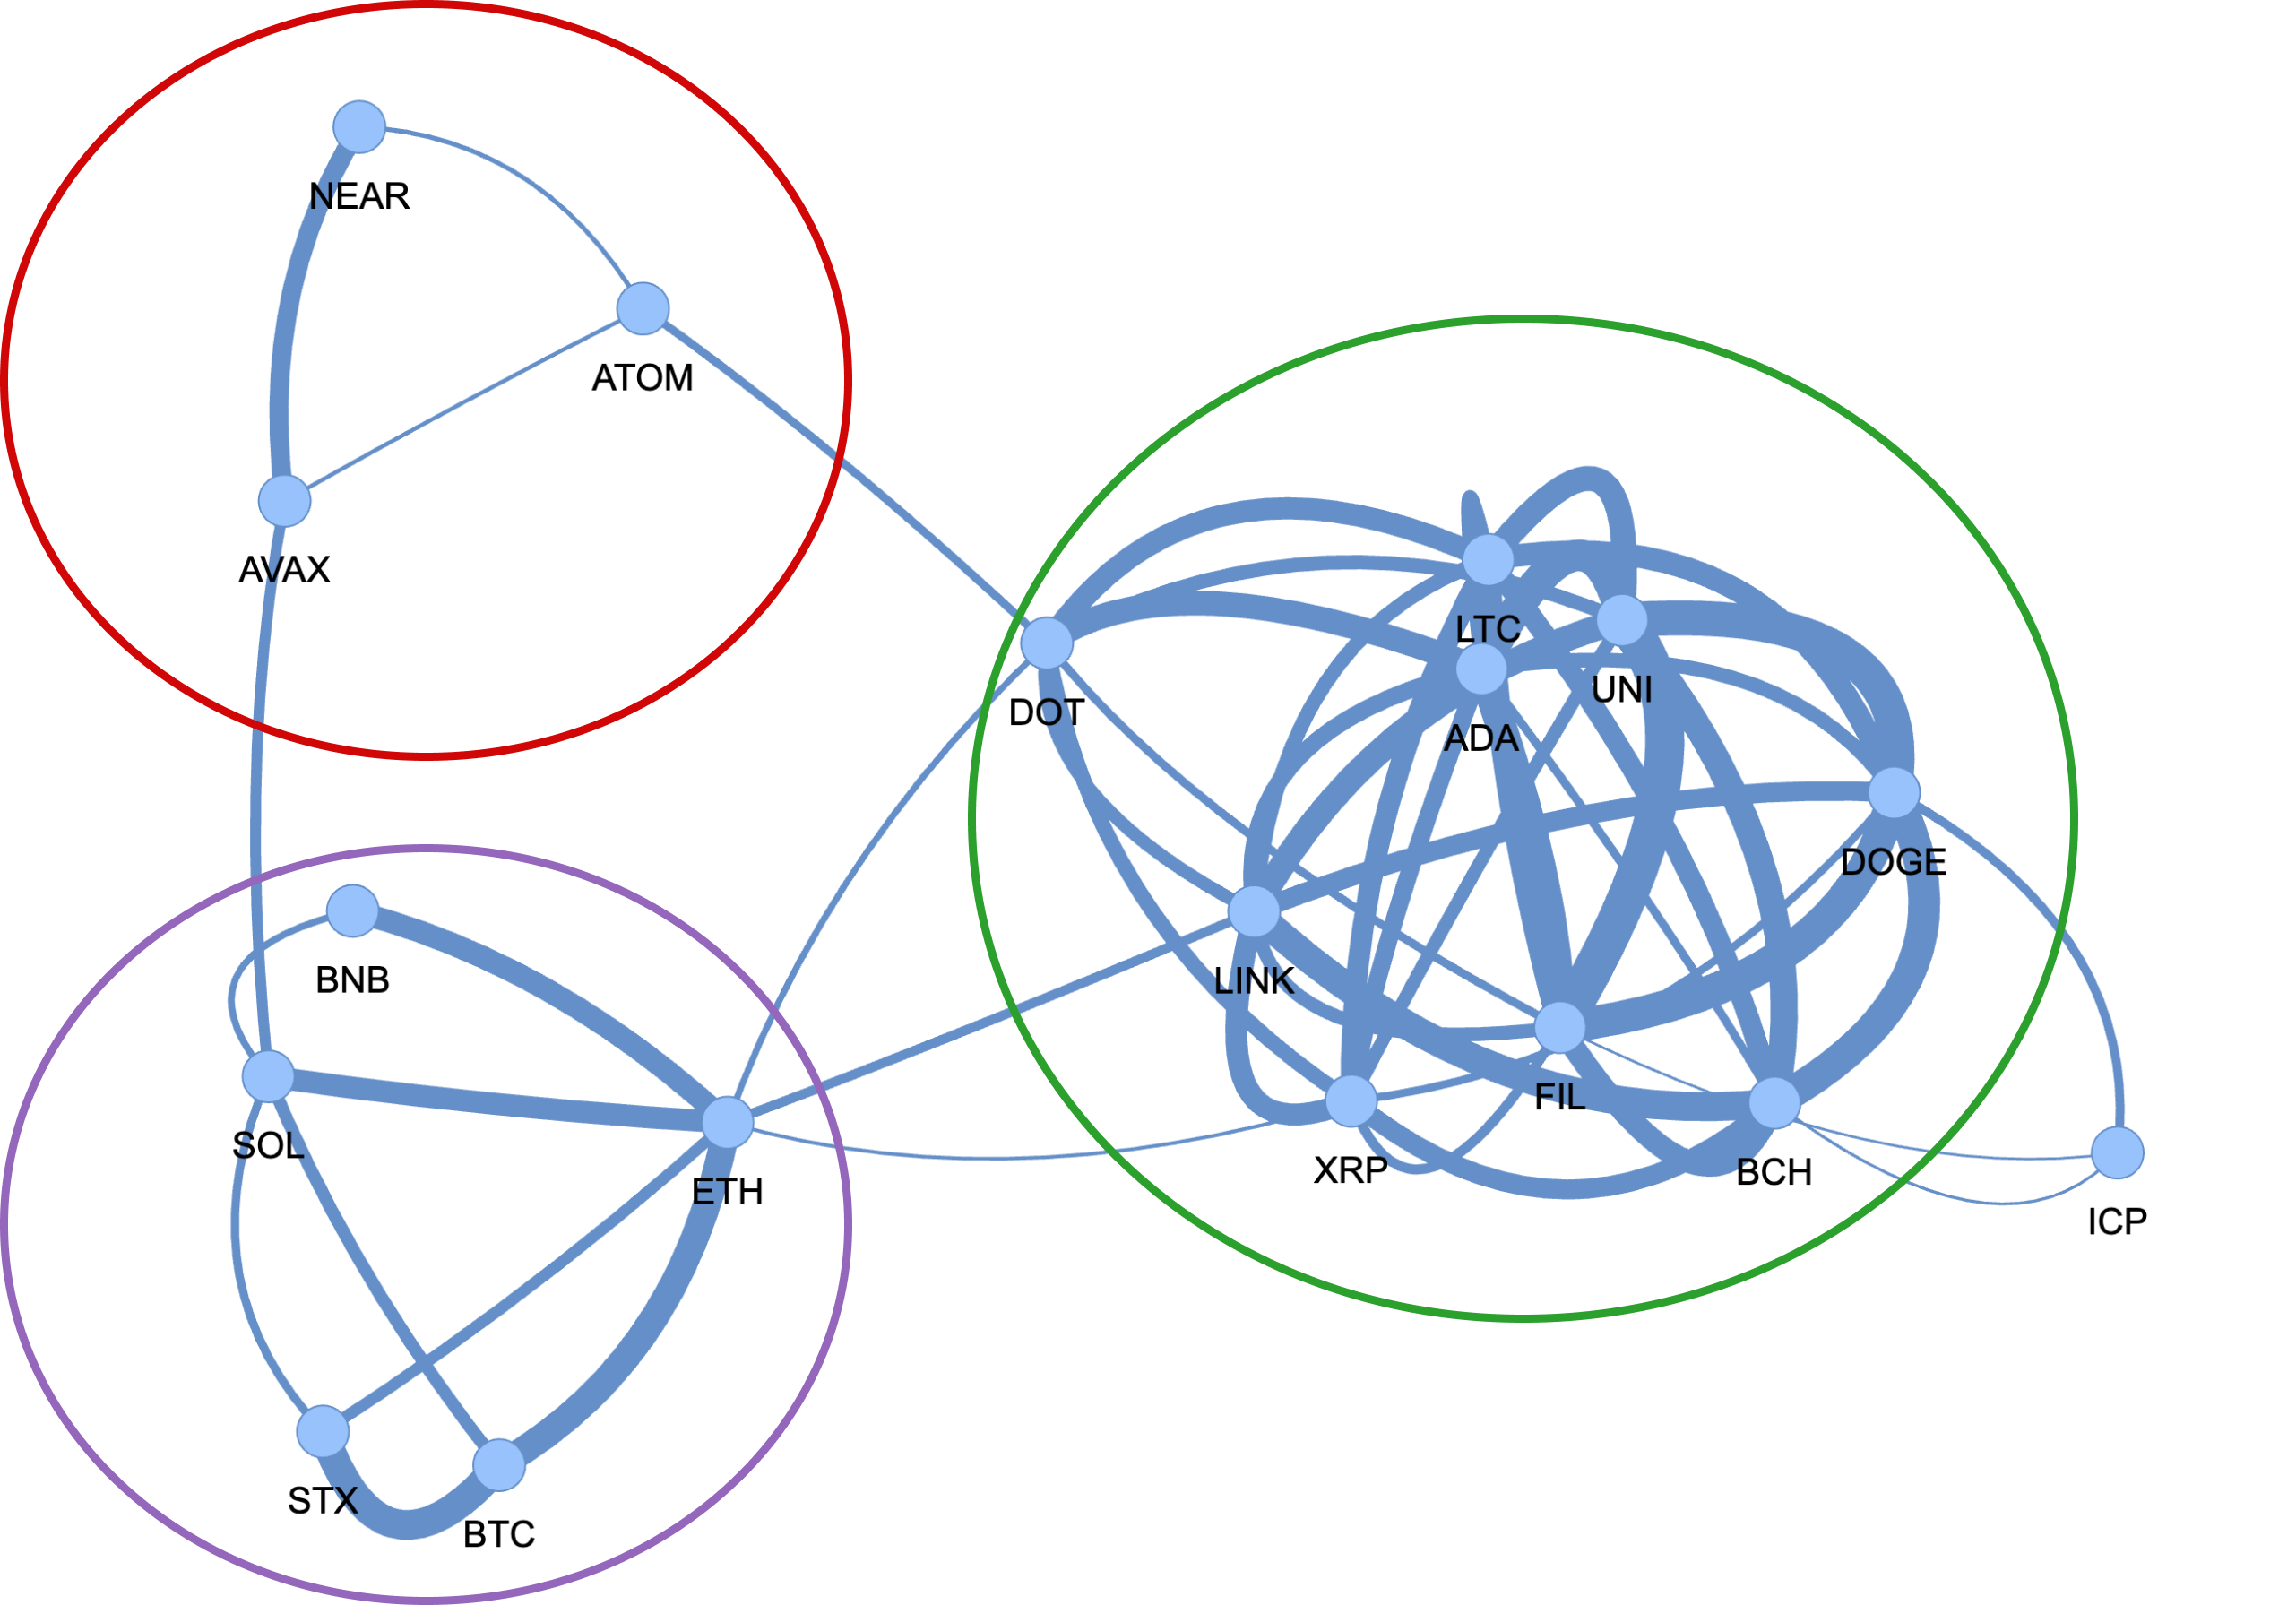 NEAR
ATOM
AVAX
LTC
UNI
DOT
ADA
DOGE
BNB
LINK
FIL
SOL
XRP
BCH
ETH
ICP
STX
BTC